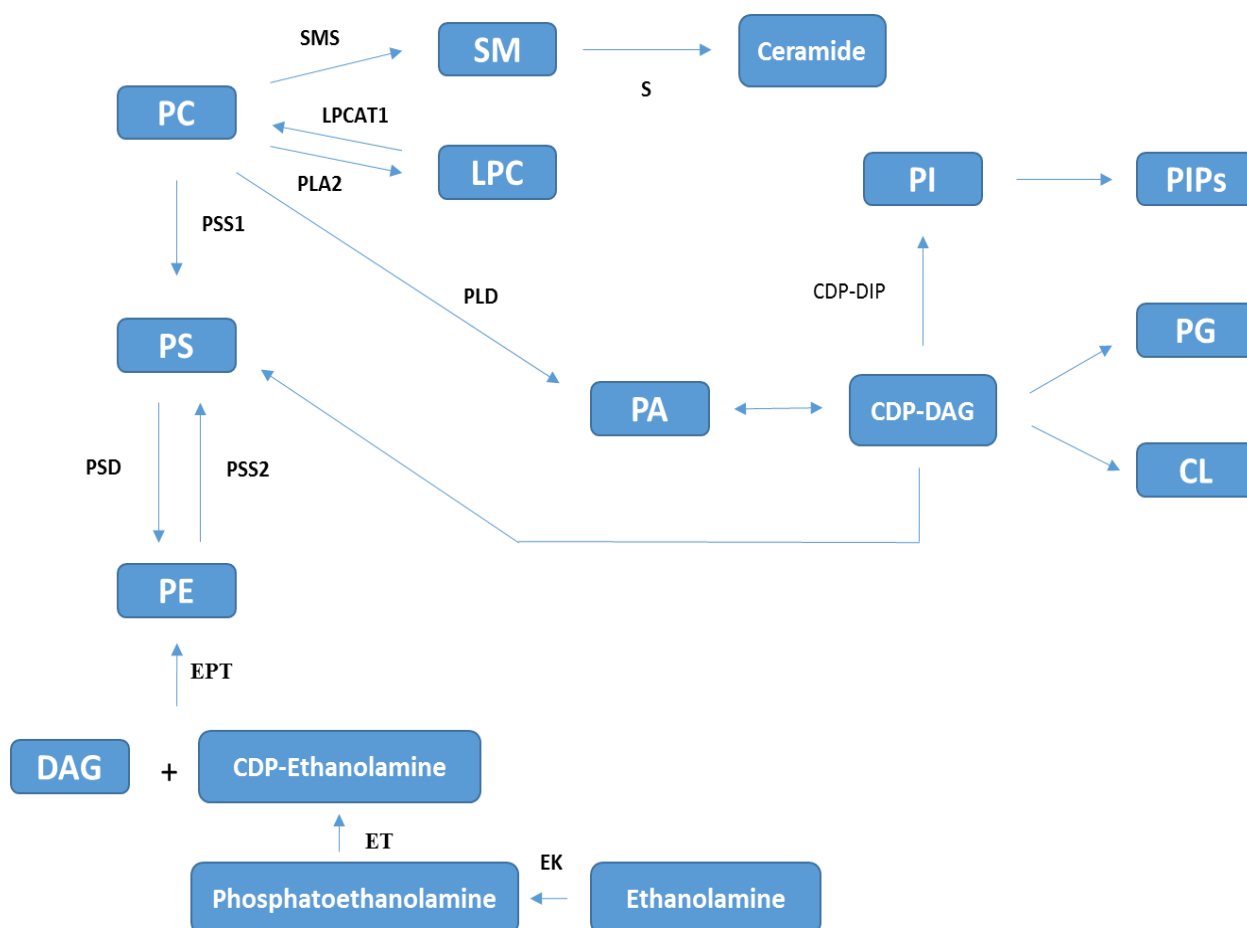 SMS
SM
Ceramide
S
PC
LPCAT1
LPC
PLA2
PI
PIPs
PSS1
CDP-DIP
PLD
PG
PS
PA
CDP-DAG
CL
PSD
PSS2
PE
EPT
DAG
+
CDP-Ethanolamine
ET
EK
Phosphatoethanolamine
Ethanolamine